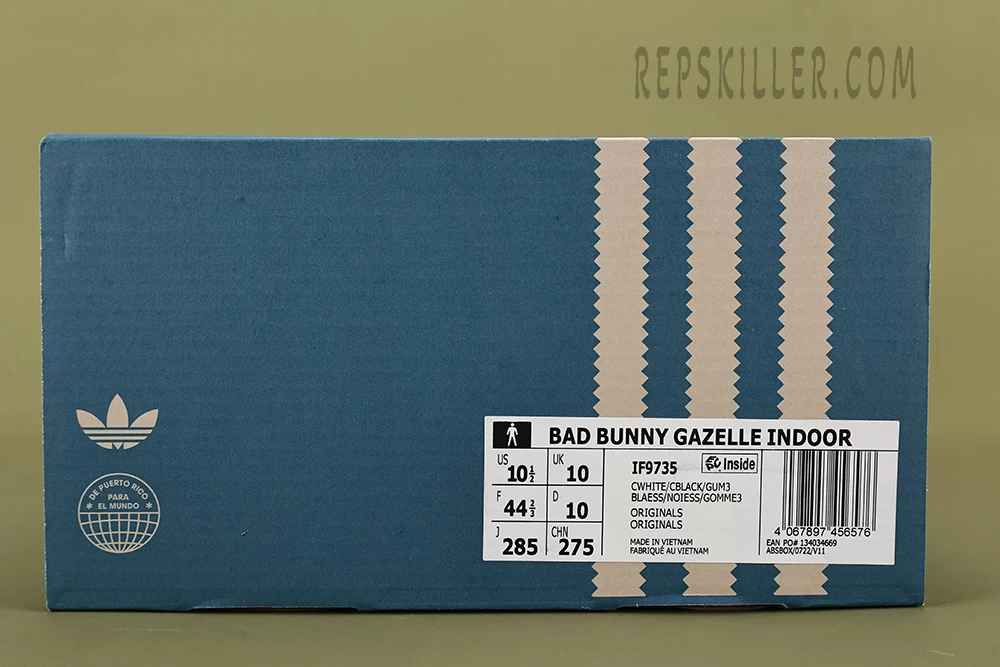 REPSKILLER.COM
DE PUERTO RICO
PARA
EL MUNDO
BAD BUNNY GAZELLE INDOOR
US 10½
UK 10
F 44⅔
D 10
J 285
CHN 275
IF9735
Inside
CWHITE/CBLACK/GUM3
BLAESS/NOIESS/GOMME3
ORIGINALS
ORIGINALS
MADE IN VIETNAM
FABRIQUÉ AU VIETNAM
4 067897 456576
EAN PO# 134034669
ABSBOX/0722/V11